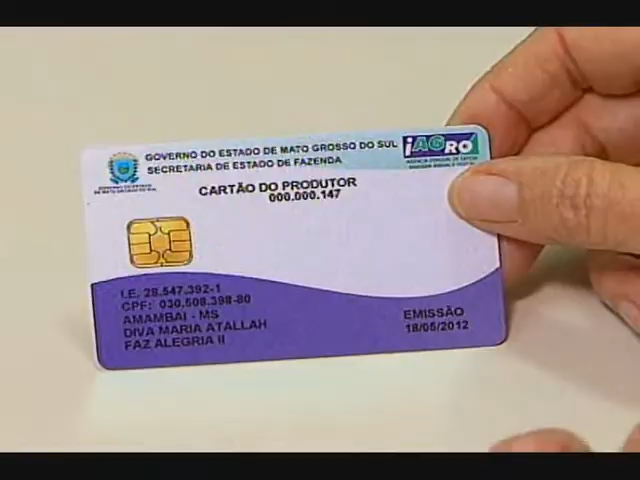 GOVERNO DO ESTADO DE MATO GROSSO DO SUL
SECRETARIA DE ESTADO DE FAZENDA
iAGRO
CARTÃO DO PRODUTOR
000.000.147
I.E. 28.547.392-1
CPF: 030.508.398-80
AMAMBAI - MS
DIVA MARIA ATALLAH
FAZ ALEGRIA II
EMISSÃO
18/05/2012